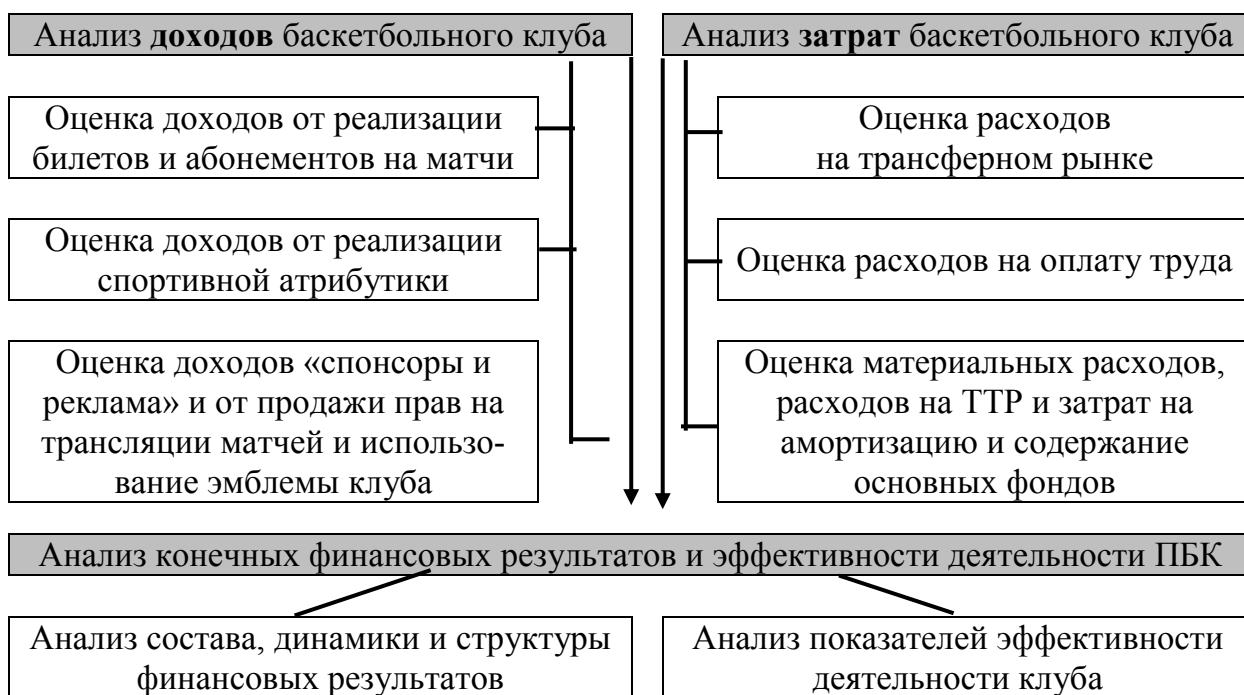 Анализ доходов баскетбольного клуба
Анализ затрат баскетбольного клуба
Оценка доходов от реализации
билетов и абонементов на матчи
Оценка расходов
на трансферном рынке
Оценка доходов от реализации
спортивной атрибутики
Оценка расходов на оплату труда
Оценка доходов «спонсоры и
реклама» и от продажи прав на
трансляции матчей и использо-
вание эмблемы клуба
Оценка материальных расходов,
расходов на ТТР и затрат на
амортизацию и содержание
основных фондов
Анализ конечных финансовых результатов и эффективности деятельности ПБК
Анализ состава, динамики и структуры
финансовых результатов
Анализ показателей эффективности
деятельности клуба